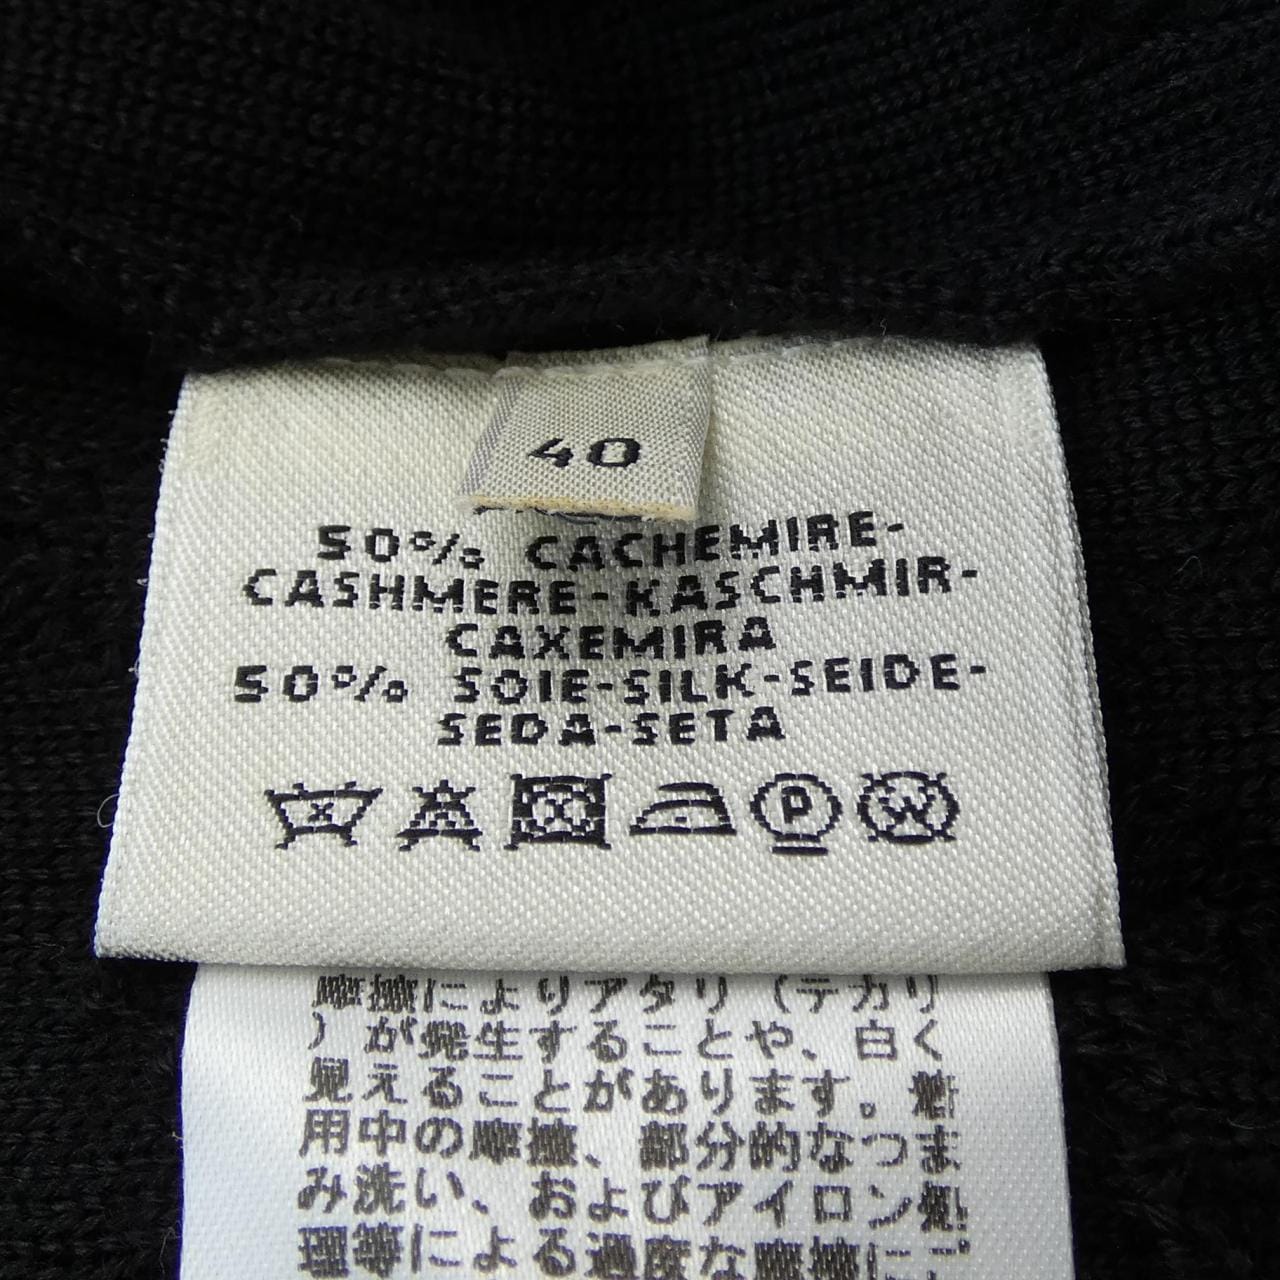 40
50% CACHEMIRE-
CASHMERE-KASCHMIR-
CAXEMIRA
50% SOIE-SILK-SEIDE-
SEDA-SETA
P W
摩擦によりアタリ（テカリ
）が発生することや、白く
見えることがあります。着
用中の摩擦、部分的なつま
み洗い、およびアイロン処
理等による過度な摩擦にご